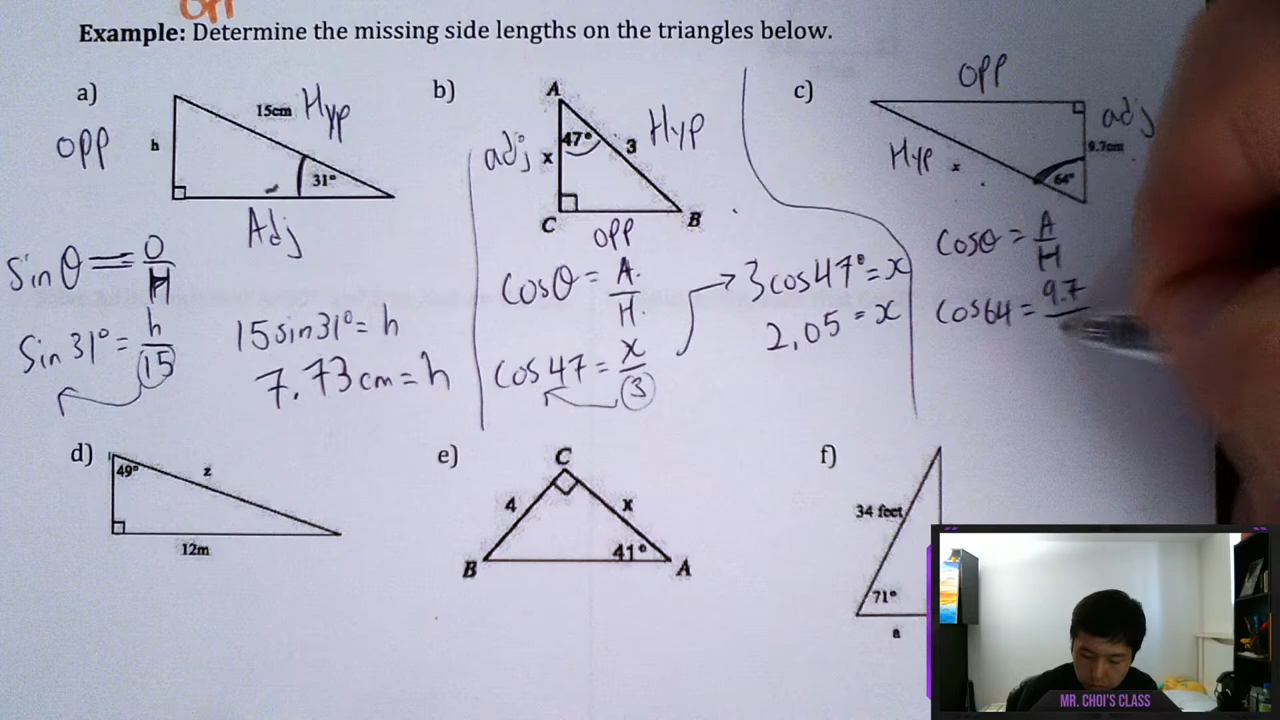 Opp
Example: Determine the missing side lengths on the triangles below.
a)
15cm Hyp
opp
h
31°
Adj
Sin θ = O/H
Sin 31° = h/15
15 sin 31° = h
7.73cm = h
b)
A
47°
adj x
3 Hyp
C
B
opp
cos θ = A/H
cos 47 = x/3
3 cos 47° = x
2.05 = x
c)
opp
adj
9.7cm
Hyp x
64°
cos θ = A/H
cos 64 = 9.7
d)
49°
z
12m
e)
C
4
x
41°
B
A
f)
34 feet
71°
a
MR. CHOI'S CLASS